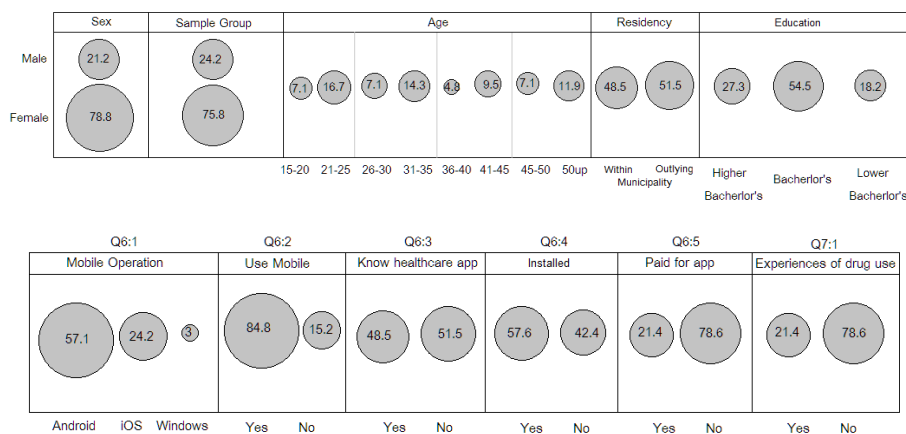 Sex Sample Group Age Residency Education
Male 21.2 24.2
7.1 16.7 7.1 14.3 4.8 9.5 7.1 11.9 48.5 51.5 27.3 54.5 18.2
Female 78.8 75.8
15-20 21-25 26-30 31-35 36-40 41-45 45-50 50up Within Outlying Higher Bacherlor's Lower
Municipality Bacherlor's Bacherlor's
Q6:1 Q6:2 Q6:3 Q6:4 Q6:5 Q7:1
Mobile Operation Use Mobile Know healthcare app Installed Paid for app Experiences of drug use
57.1 24.2 3 84.8 15.2 48.5 51.5 57.6 42.4 21.4 78.6 21.4 78.6
Android iOS Windows Yes No Yes No Yes No Yes No Yes No